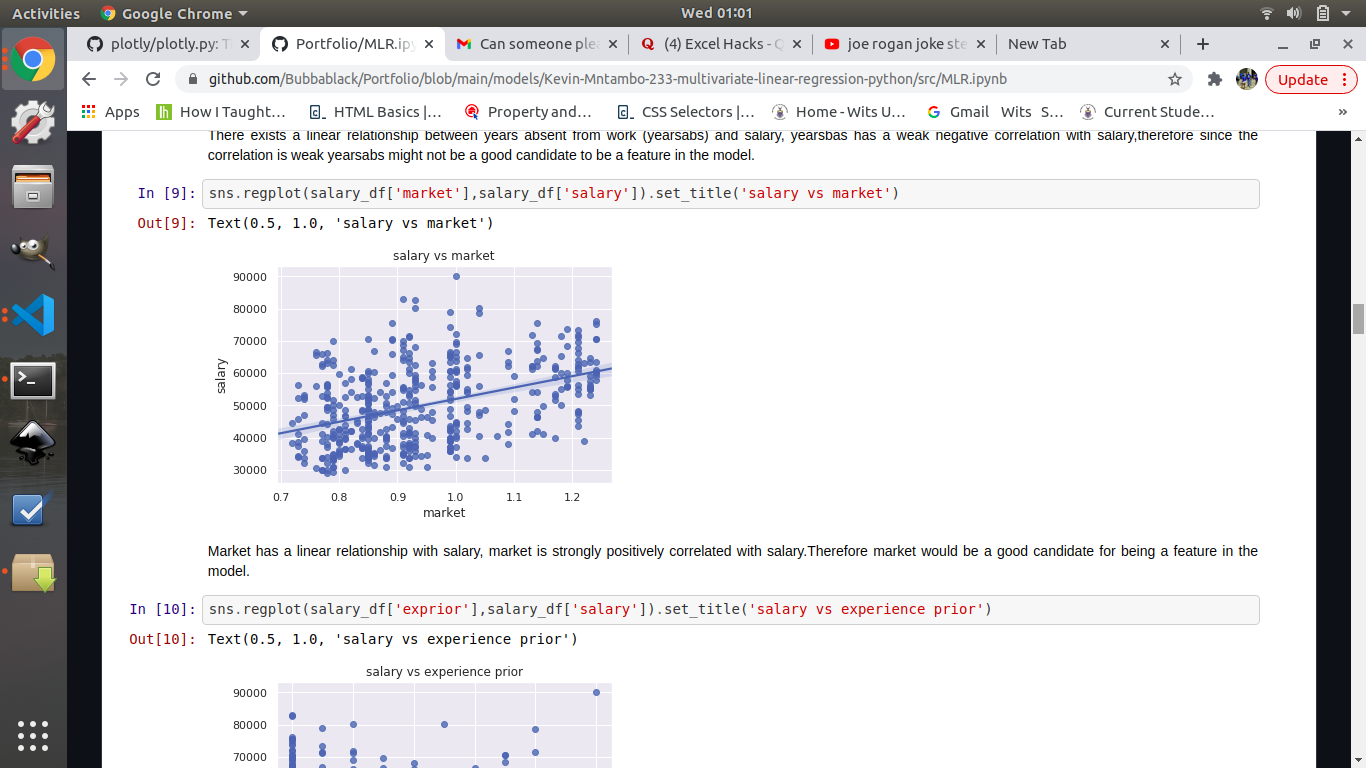 Activities
Google Chrome
Wed 01:01
plotly/plotly.py: T
Portfolio/MLR.ipy
Can someone ple
(4) Excel Hacks - Q
joe rogan joke ste
New Tab
github.com/Bubbablack/Portfolio/blob/main/models/Kevin-Mntambo-233-multivariate-linear-regression-python/src/MLR.ipynb
Update
Apps
How I Taught...
HTML Basics |...
Property and...
CSS Selectors |...
Home - Wits U...
Gmail
Wits S...
Current Stude...
»
There exists a linear relationship between years absent from work (yearsabs) and salary, yearsbas has a weak negative correlation with salary,therefore since the
correlation is weak yearsabs might not be a good candidate to be a feature in the model.
In [9]:
sns.regplot(salary_df['market'],salary_df['salary']).set_title('salary vs market')
Out[9]:
Text(0.5, 1.0, 'salary vs market')
salary vs market
90000
80000
70000
60000
50000
40000
30000
salary
0.7 0.8 0.9 1.0 1.1 1.2
market
Market has a linear relationship with salary, market is strongly positively correlated with salary.Therefore market would be a good candidate for being a feature in the
model.
In [10]:
sns.regplot(salary_df['exprior'],salary_df['salary']).set_title('salary vs experience prior')
Out[10]:
Text(0.5, 1.0, 'salary vs experience prior')
salary vs experience prior
90000
80000
70000